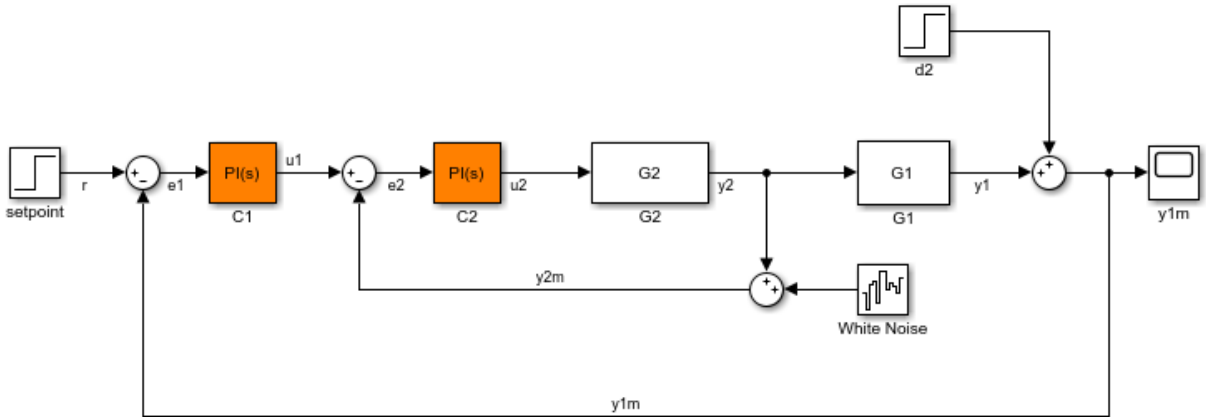 d2
setpoint
r
e1
PI(s)
C1
u1
e2
PI(s)
C2
u2
G2
G2
y2
G1
G1
y1
y1m
y2m
White Noise
y1m